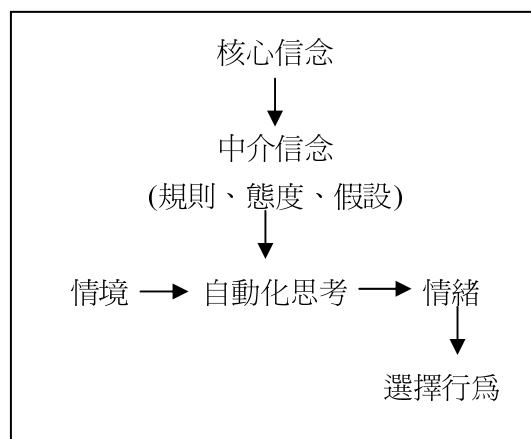 核心信念
中介信念
(規則、態度、假設)
情境
自動化思考
情緒
選擇行為